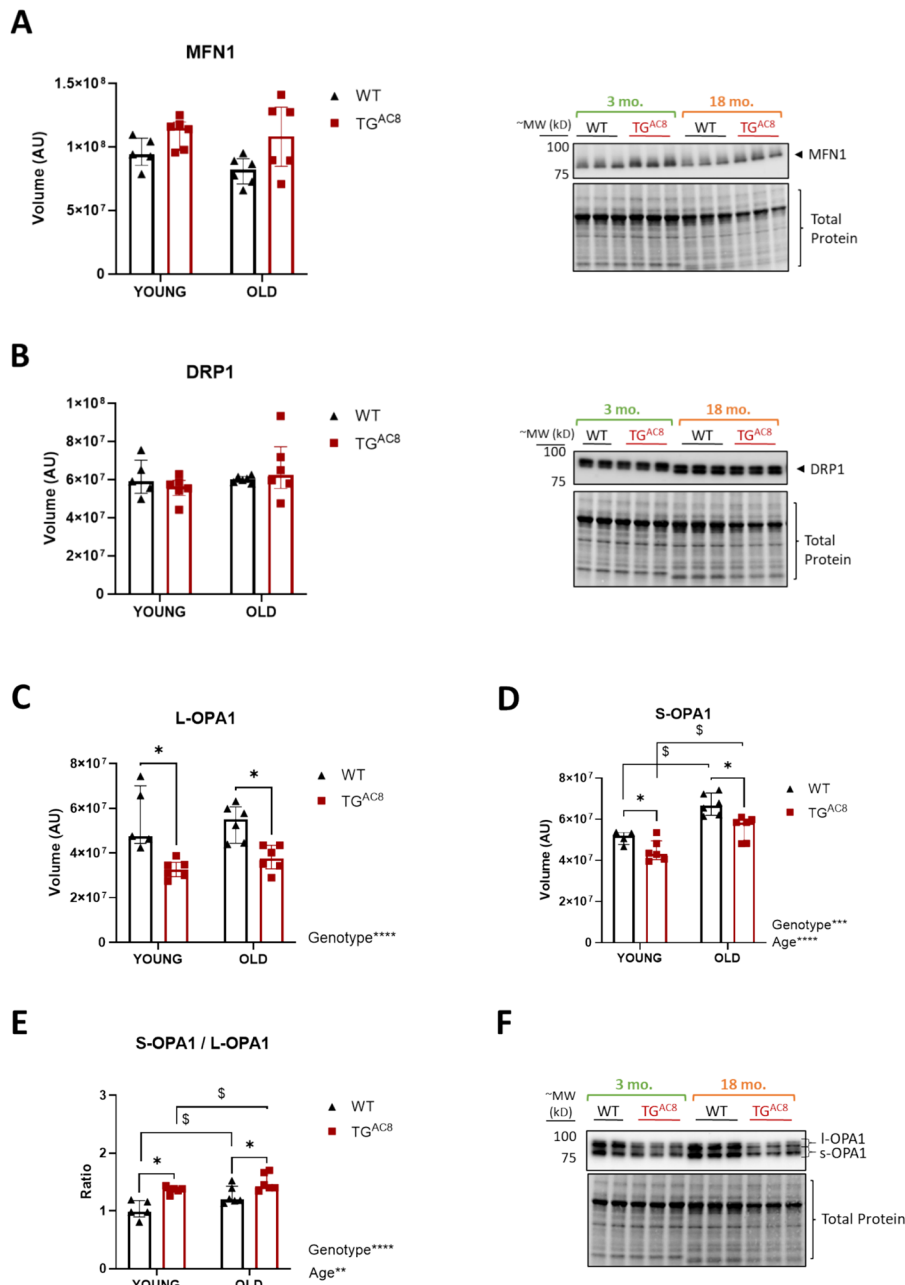 A
MFN1
Volume (AU)
1.5×10⁸
1×10⁸
5×10⁷
0
YOUNG
OLD
WT
TG^AC8
3 mo.
18 mo.
~MW (kD)
WT
TG^AC8
WT
TG^AC8
100
75
MFN1
Total
Protein
B
DRP1
Volume (AU)
1×10⁸
8×10⁷
6×10⁷
4×10⁷
2×10⁷
0
YOUNG
OLD
WT
TG^AC8
3 mo.
18 mo.
~MW (kD)
WT
TG^AC8
WT
TG^AC8
100
75
DRP1
Total
Protein
C
L-OPA1
Volume (AU)
8×10⁷
6×10⁷
4×10⁷
2×10⁷
0
*
*
YOUNG
OLD
WT
TG^AC8
Genotype****
D
S-OPA1
Volume (AU)
8×10⁷
6×10⁷
4×10⁷
2×10⁷
0
$
$
*
*
YOUNG
OLD
WT
TG^AC8
Genotype***
Age****
E
S-OPA1 / L-OPA1
Ratio
3
2
1
0
$
$
*
*
YOUNG
OLD
WT
TG^AC8
Genotype****
Age**
F
3 mo.
18 mo.
~MW
(kD)
WT
TG^AC8
WT
TG^AC8
100
75
l-OPA1
s-OPA1
Total Protein